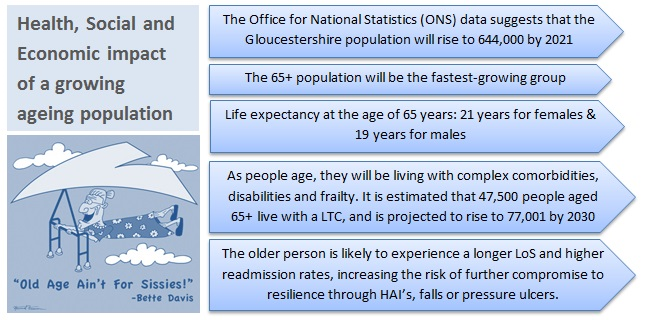 Health, Social and
Economic impact
of a growing
ageing population
"Old Age Ain't For Sissies!"
-Bette Davis
The Office for National Statistics (ONS) data suggests that the
Gloucestershire population will rise to 644,000 by 2021
The 65+ population will be the fastest-growing group
Life expectancy at the age of 65 years: 21 years for females &
19 years for males
As people age, they will be living with complex comorbidities,
disabilities and frailty. It is estimated that 47,500 people aged
65+ live with a LTC, and is projected to rise to 77,001 by 2030
The older person is likely to experience a longer LoS and higher
readmission rates, increasing the risk of further compromise to
resilience through HAI's, falls or pressure ulcers.